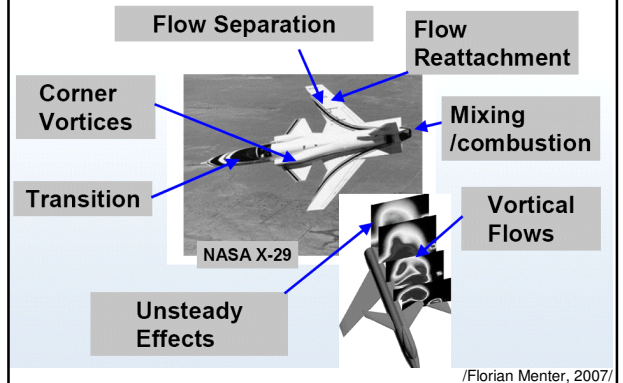 Flow Separation
Flow
Reattachment
Corner
Vortices
Mixing
/combustion
Transition
Vortical
Flows
NASA X-29
Unsteady
Effects
/Florian Menter, 2007/